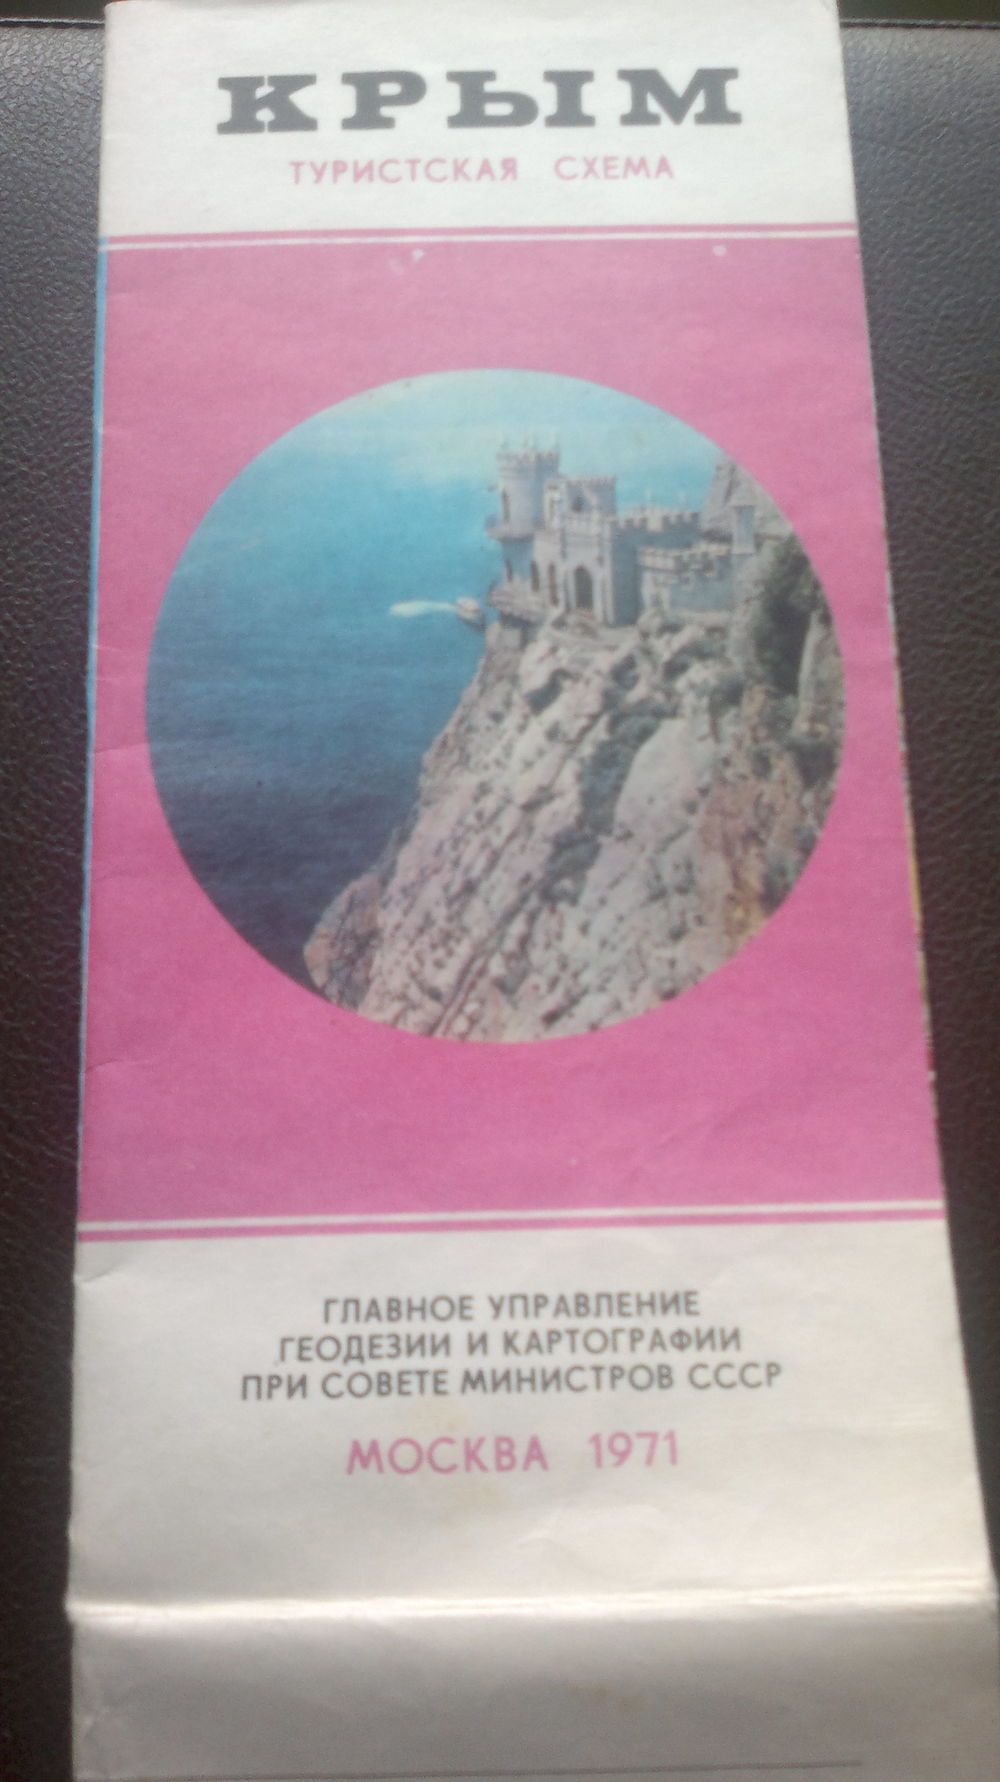 КРЫМ
ТУРИСТСКАЯ СХЕМА
ГЛАВНОЕ УПРАВЛЕНИЕ
ГЕОДЕЗИИ И КАРТОГРАФИИ
ПРИ СОВЕТЕ МИНИСТРОВ СССР
МОСКВА 1971